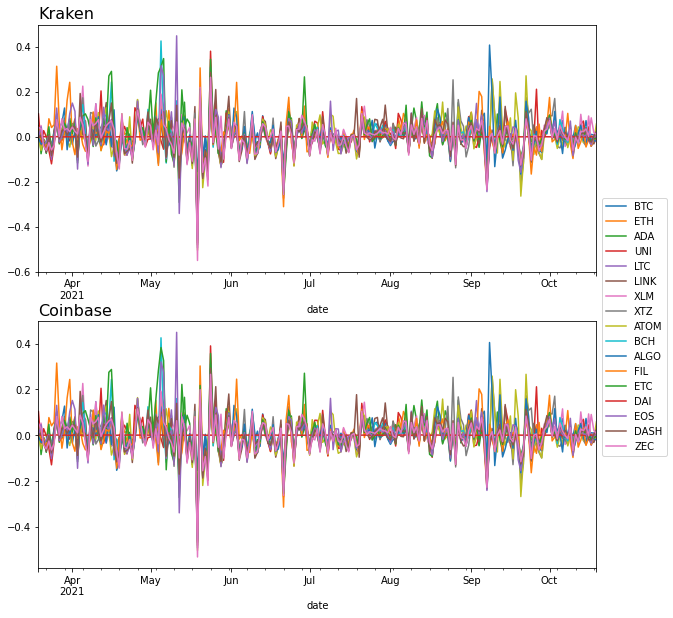 Kraken
0.4
0.2
0.0
−0.2
−0.4
−0.6
Apr
2021
May
Jun
Jul
Aug
Sep
Oct
date
Coinbase
0.4
0.2
0.0
−0.2
−0.4
Apr
2021
May
Jun
Jul
Aug
Sep
Oct
date
BTC
ETH
ADA
UNI
LTC
LINK
XLM
XTZ
ATOM
BCH
ALGO
FIL
ETC
DAI
EOS
DASH
ZEC